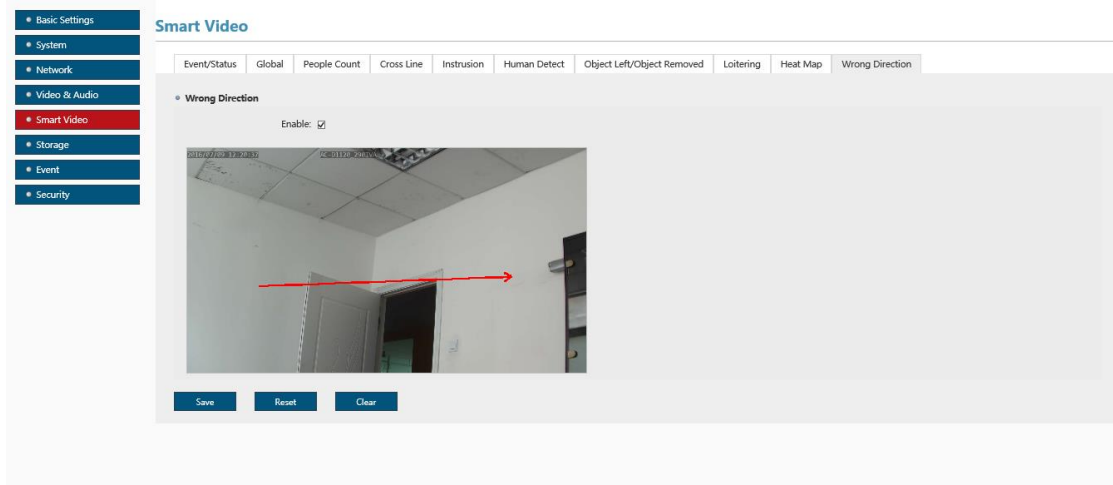 Basic Settings
System
Network
Video & Audio
Smart Video
Storage
Event
Security
Smart Video
Event/Status Global People Count Cross Line Instrusion Human Detect Object Left/Object Removed Loitering Heat Map Wrong Direction
Wrong Direction
Enable:
Save Reset Clear